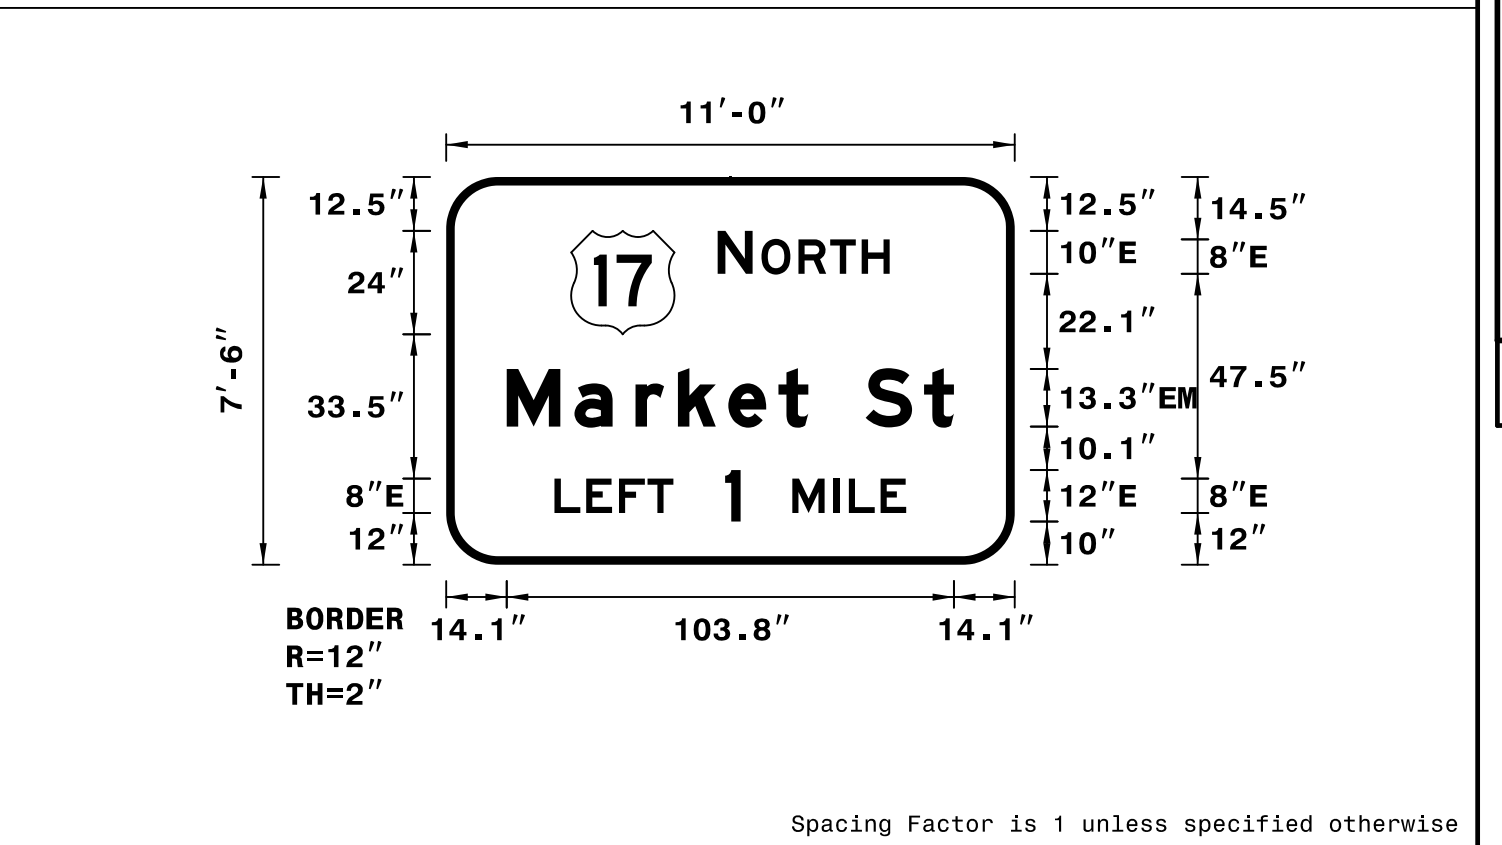 11'-0"
12.5"
12.5"
14.5"
17 NORTH
10"E
8"E
24"
22.1"
7'-6"
Market St
33.5"
13.3"EM
47.5"
10.1"
LEFT 1 MILE
8"E
12"E
8"E
12"
10"
12"
BORDER
R=12"
TH=2"
14.1"
103.8"
14.1"
Spacing Factor is 1 unless specified otherwise